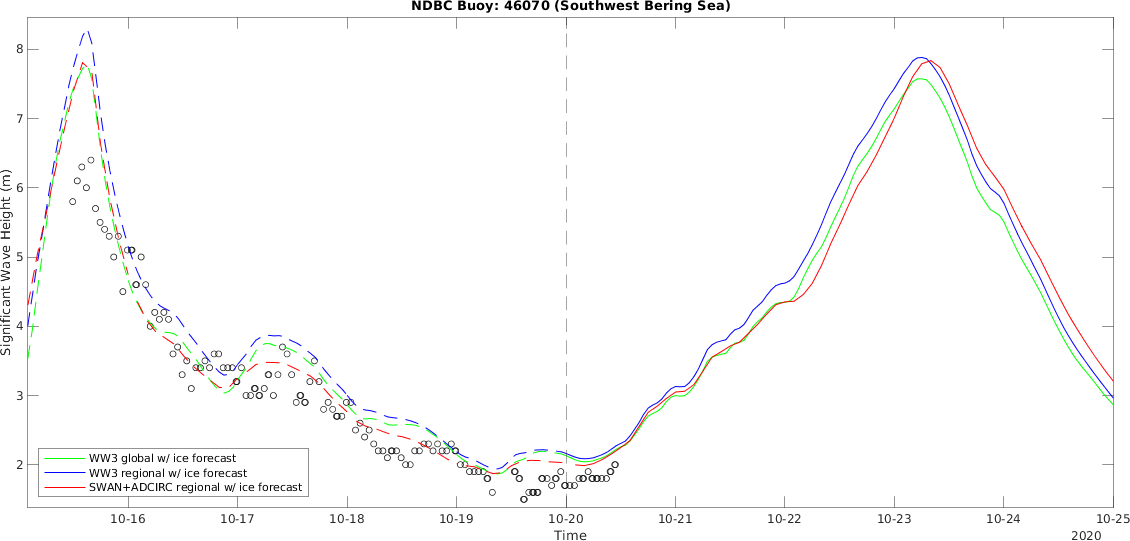 NDBC Buoy: 46070 (Southwest Bering Sea)
Significant Wave Height (m)
8
7
6
5
4
3
2
WW3 global w/ ice forecast
WW3 regional w/ ice forecast
SWAN+ADCIRC regional w/ ice forecast
10-16 10-17 10-18 10-19 10-20 10-21 10-22 10-23 10-24 10-25
Time
2020